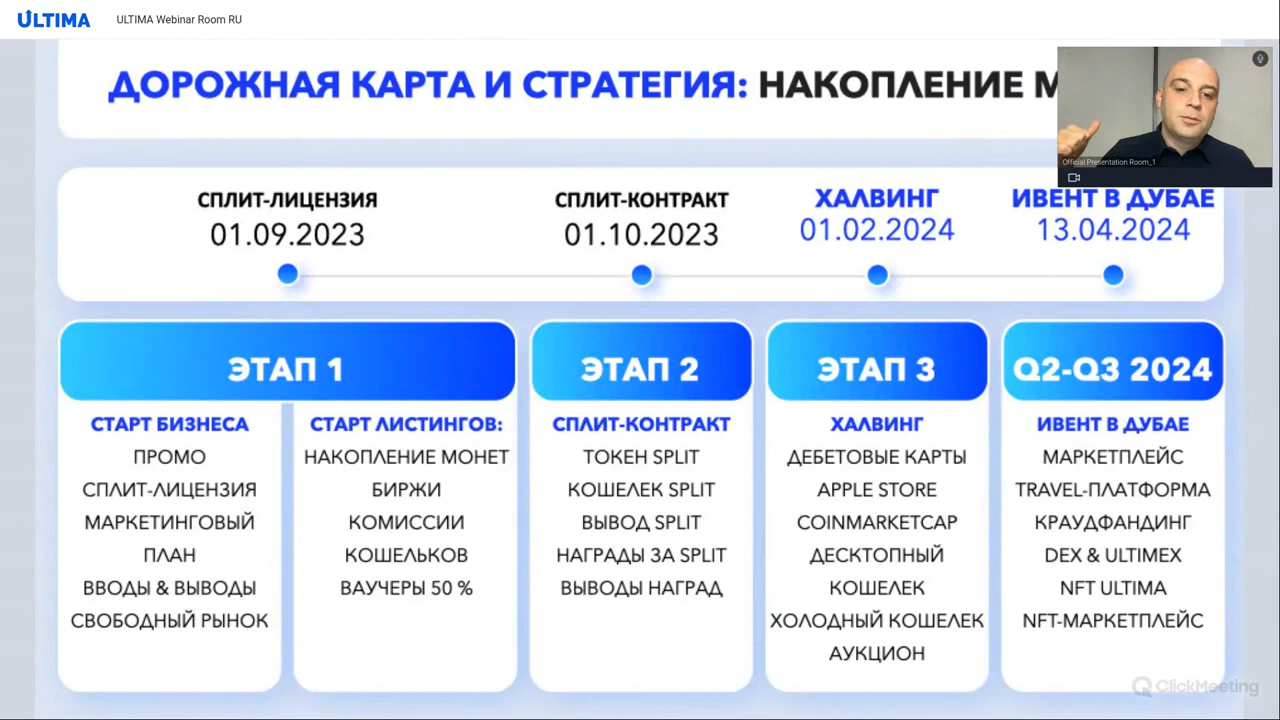 ULTIMA
ULTIMA Webinar Room RU
ДОРОЖНАЯ КАРТА И СТРАТЕГИЯ: НАКОПЛЕНИЕ
Official Presentation Room_1
СПЛИТ-ЛИЦЕНЗИЯ
01.09.2023
СПЛИТ-КОНТРАКТ
01.10.2023
ХАЛВИНГ
01.02.2024
ИВЕНТ В ДУБАЕ
13.04.2024
ЭТАП 1
СТАРТ БИЗНЕСА
ПРОМО
СПЛИТ-ЛИЦЕНЗИЯ
МАРКЕТИНГОВЫЙ
ПЛАН
ВВОДЫ & ВЫВОДЫ
СВОБОДНЫЙ РЫНОК
СТАРТ ЛИСТИНГОВ:
НАКОПЛЕНИЕ МОНЕТ
БИРЖИ
КОМИССИИ
КОШЕЛЬКОВ
ВАУЧЕРЫ 50 %
ЭТАП 2
СПЛИТ-КОНТРАКТ
ТОКЕН SPLIT
КОШЕЛЕК SPLIT
ВЫВОД SPLIT
НАГРАДЫ ЗА SPLIT
ВЫВОДЫ НАГРАД
ЭТАП 3
ХАЛВИНГ
ДЕБЕТОВЫЕ КАРТЫ
APPLE STORE
COINMARKETCAP
ДЕСКТОПНЫЙ
КОШЕЛЕК
ХОЛОДНЫЙ КОШЕЛЕК
АУКЦИОН
Q2-Q3 2024
ИВЕНТ В ДУБАЕ
МАРКЕТПЛЕЙС
TRAVEL-ПЛАТФОРМА
КРАУДФАНДИНГ
DEX & ULTIMEX
NFT ULTIMA
NFT-МАРКЕТПЛЕЙС
ClickMeeting